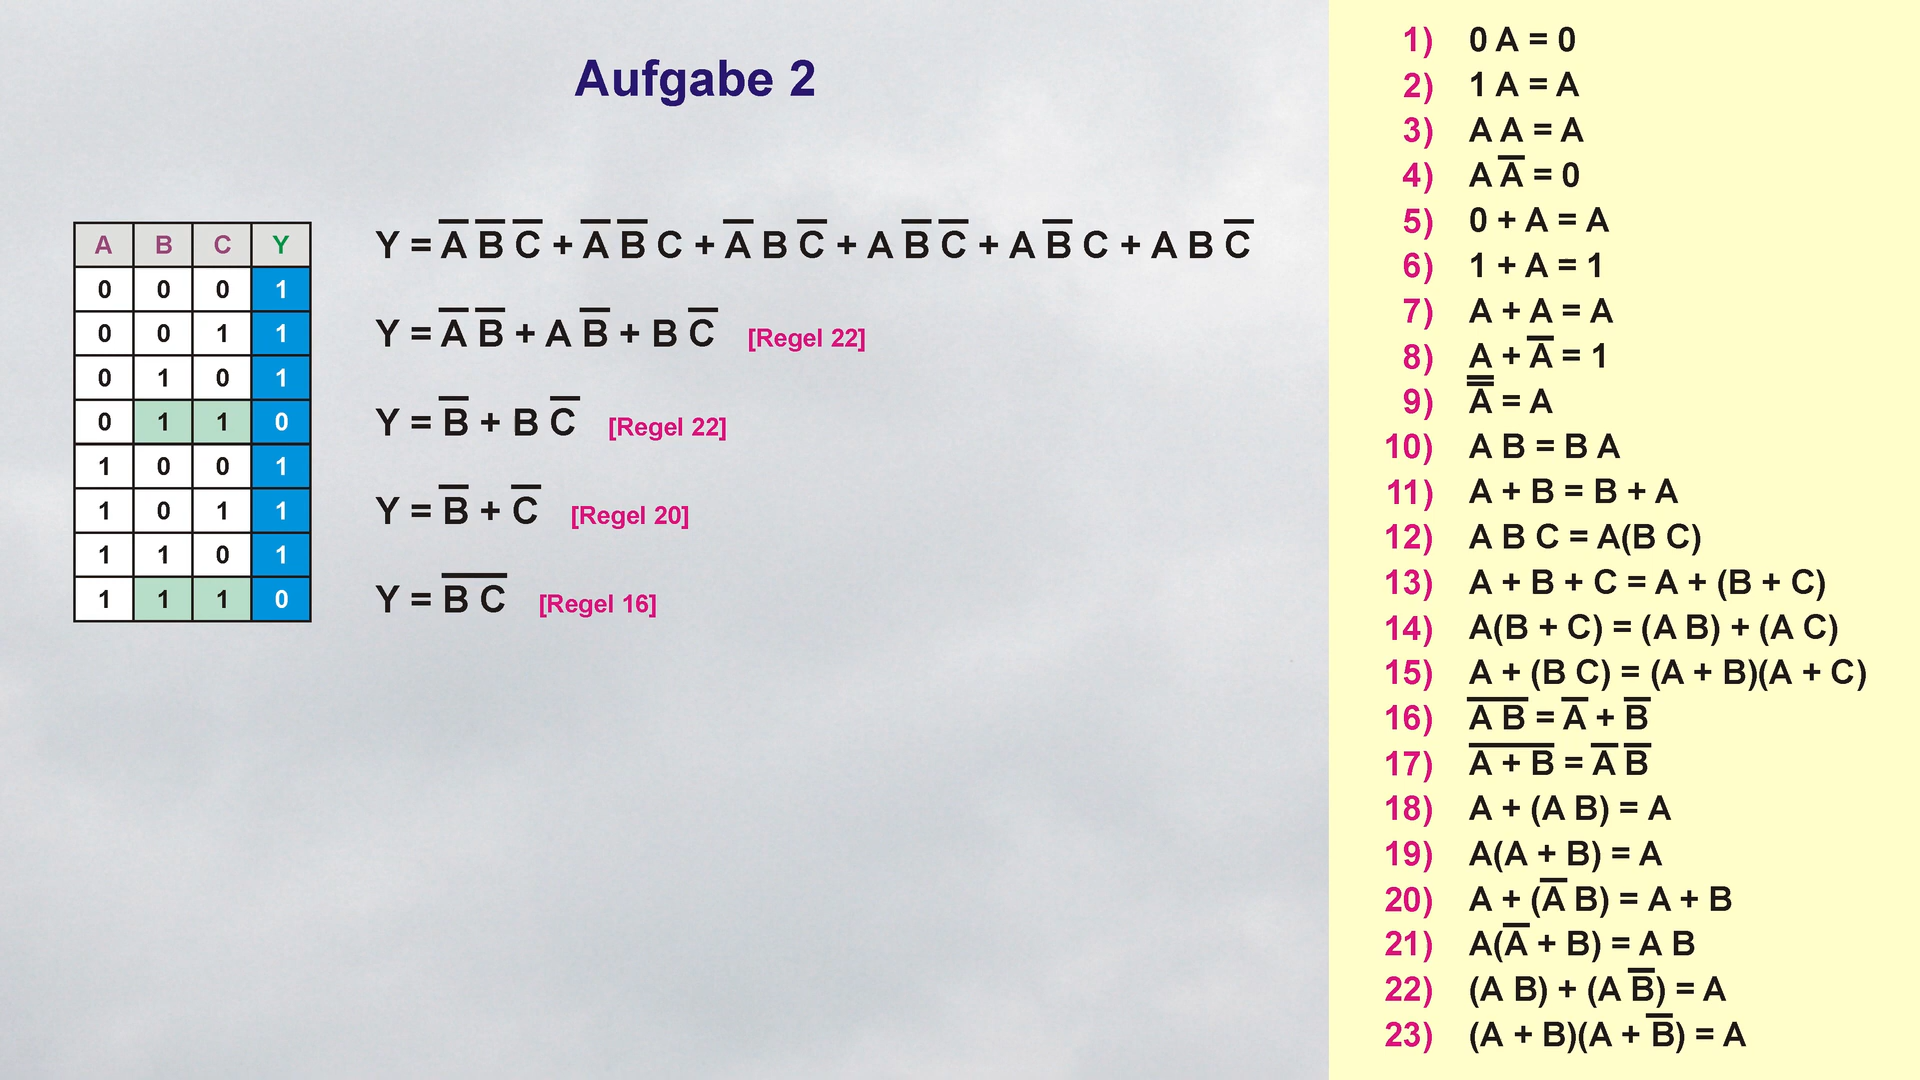 Aufgabe 2
A B C Y
0 0 0 1
0 0 1 1
0 1 0 1
0 1 1 0
1 0 0 1
1 0 1 1
1 1 0 1
1 1 1 0
Y = A̅ B̅ C̅ + A̅ B̅ C + A̅ B C̅ + A B̅ C̅ + A B̅ C + A B C̅
Y = A̅ B̅ + A B̅ + B C̅ [Regel 22]
Y = B̅ + B C̅ [Regel 22]
Y = B̅ + C̅ [Regel 20]
Y = B̅ ̅C̅ [Regel 16]
1) 0 A = 0
2) 1 A = A
3) A A = A
4) A A̅ = 0
5) 0 + A = A
6) 1 + A = 1
7) A + A = A
8) A + A̅ = 1
9) A̿ = A
10) A B = B A
11) A + B = B + A
12) A B C = A(B C)
13) A + B + C = A + (B + C)
14) A(B + C) = (A B) + (A C)
15) A + (B C) = (A + B)(A + C)
16) A̅ ̅B̅ = A̅ + B̅
17) A̅ ̅+̅ ̅B̅ = A̅ B̅
18) A + (A B) = A
19) A(A + B) = A
20) A + (A̅ B) = A + B
21) A(A̅ + B) = A B
22) (A B) + (A B̅) = A
23) (A + B)(A + B̅) = A